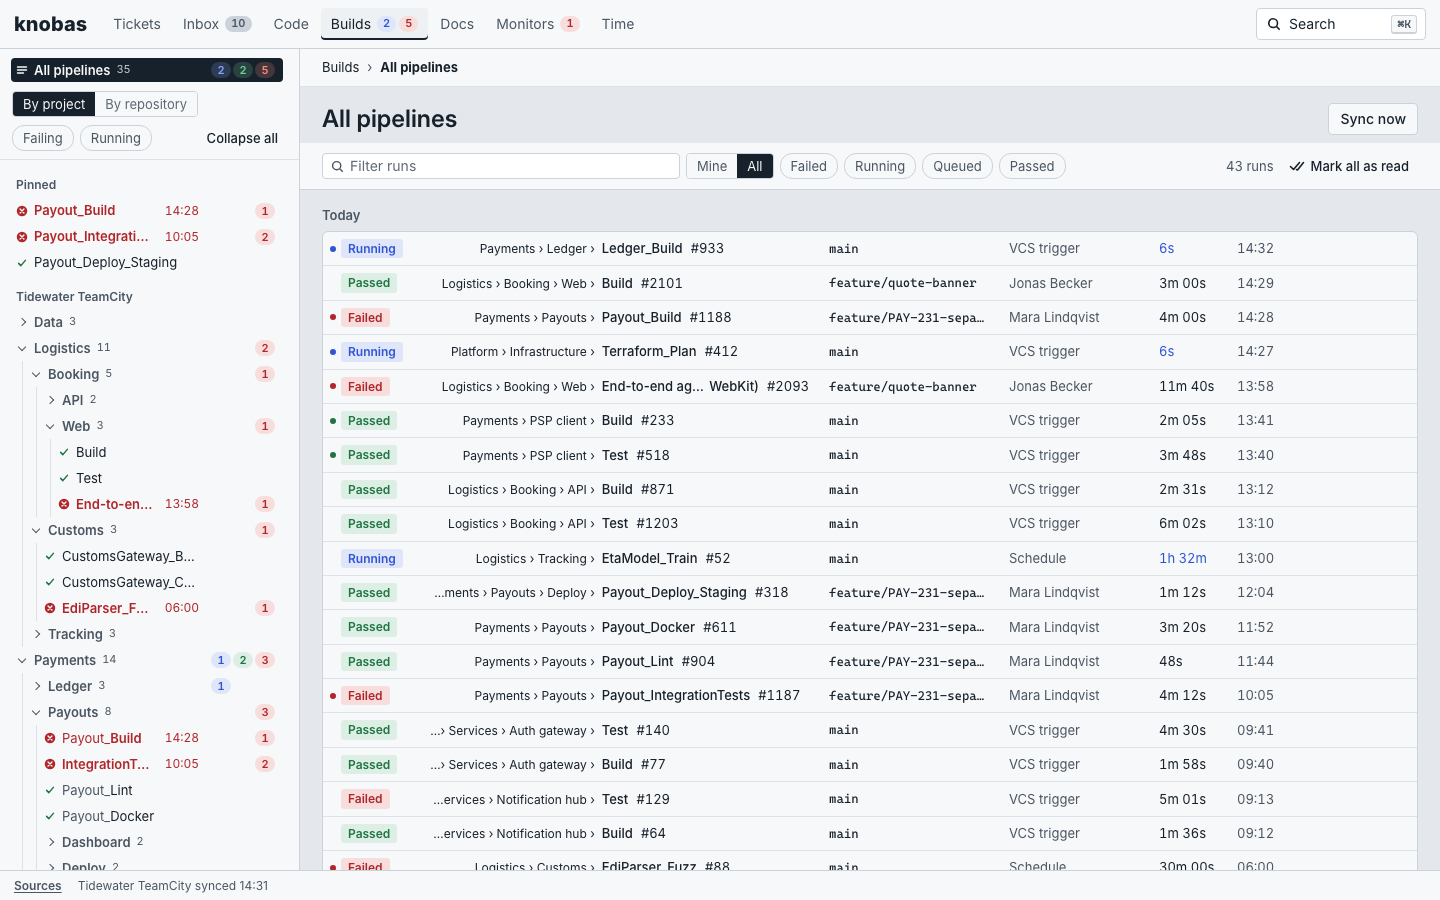 knobas Tickets Inbox 10 Code Builds 2 5 Docs Monitors 1 Time Search ⌘K
All pipelines 35 2 2 5
By project By repository
Failing Running Collapse all
Pinned
Payout_Build 14:28 1
Payout_Integrati... 10:05 2
Payout_Deploy_Staging
Tidewater TeamCity
Data 3
Logistics 11 2
Booking 5 1
API 2
Web 3 1
Build
Test
End-to-en... 13:58 1
Customs 3 1
CustomsGateway_B...
CustomsGateway_C...
EdiParser_F... 06:00 1
Tracking 3
Payments 14 1 2 3
Ledger 3 1
Payouts 8 3
Payout_Build 14:28 1
IntegrationT... 10:05 2
Payout_Lint
Payout_Docker
Dashboard 2
Deploy 2
Builds › All pipelines
All pipelines Sync now
Filter runs Mine All Failed Running Queued Passed 43 runs Mark all as read
Today
Running Payments › Ledger › Ledger_Build #933 main VCS trigger 6s 14:32
Passed Logistics › Booking › Web › Build #2101 feature/quote-banner Jonas Becker 3m 00s 14:29
Failed Payments › Payouts › Payout_Build #1188 feature/PAY-231-sepa… Mara Lindqvist 4m 00s 14:28
Running Platform › Infrastructure › Terraform_Plan #412 main VCS trigger 6s 14:27
Failed Logistics › Booking › Web › End-to-end ag... WebKit) #2093 feature/quote-banner Jonas Becker 11m 40s 13:58
Passed Payments › PSP client › Build #233 main VCS trigger 2m 05s 13:41
Passed Payments › PSP client › Test #518 main VCS trigger 3m 48s 13:40
Passed Logistics › Booking › API › Build #871 main VCS trigger 2m 31s 13:12
Passed Logistics › Booking › API › Test #1203 main VCS trigger 6m 02s 13:10
Running Logistics › Tracking › EtaModel_Train #52 main Schedule 1h 32m 13:00
Passed ...ments › Payouts › Deploy › Payout_Deploy_Staging #318 feature/PAY-231-sepa… Mara Lindqvist 1m 12s 12:04
Passed Payments › Payouts › Payout_Docker #611 feature/PAY-231-sepa… Mara Lindqvist 3m 20s 11:52
Passed Payments › Payouts › Payout_Lint #904 feature/PAY-231-sepa… Mara Lindqvist 48s 11:44
Failed Payments › Payouts › Payout_IntegrationTests #1187 feature/PAY-231-sepa… Mara Lindqvist 4m 12s 10:05
Passed ...› Services › Auth gateway › Test #140 main VCS trigger 4m 30s 09:41
Passed ...› Services › Auth gateway › Build #77 main VCS trigger 1m 58s 09:40
Failed ...ervices › Notification hub › Test #129 main VCS trigger 5m 01s 09:13
Passed ...ervices › Notification hub › Build #64 main VCS trigger 1m 36s 09:12
Failed Logistics › Customs › EdiParser_Fuzz #88 main Schedule 30m 00s 06:00
Sources Tidewater TeamCity synced 14:31